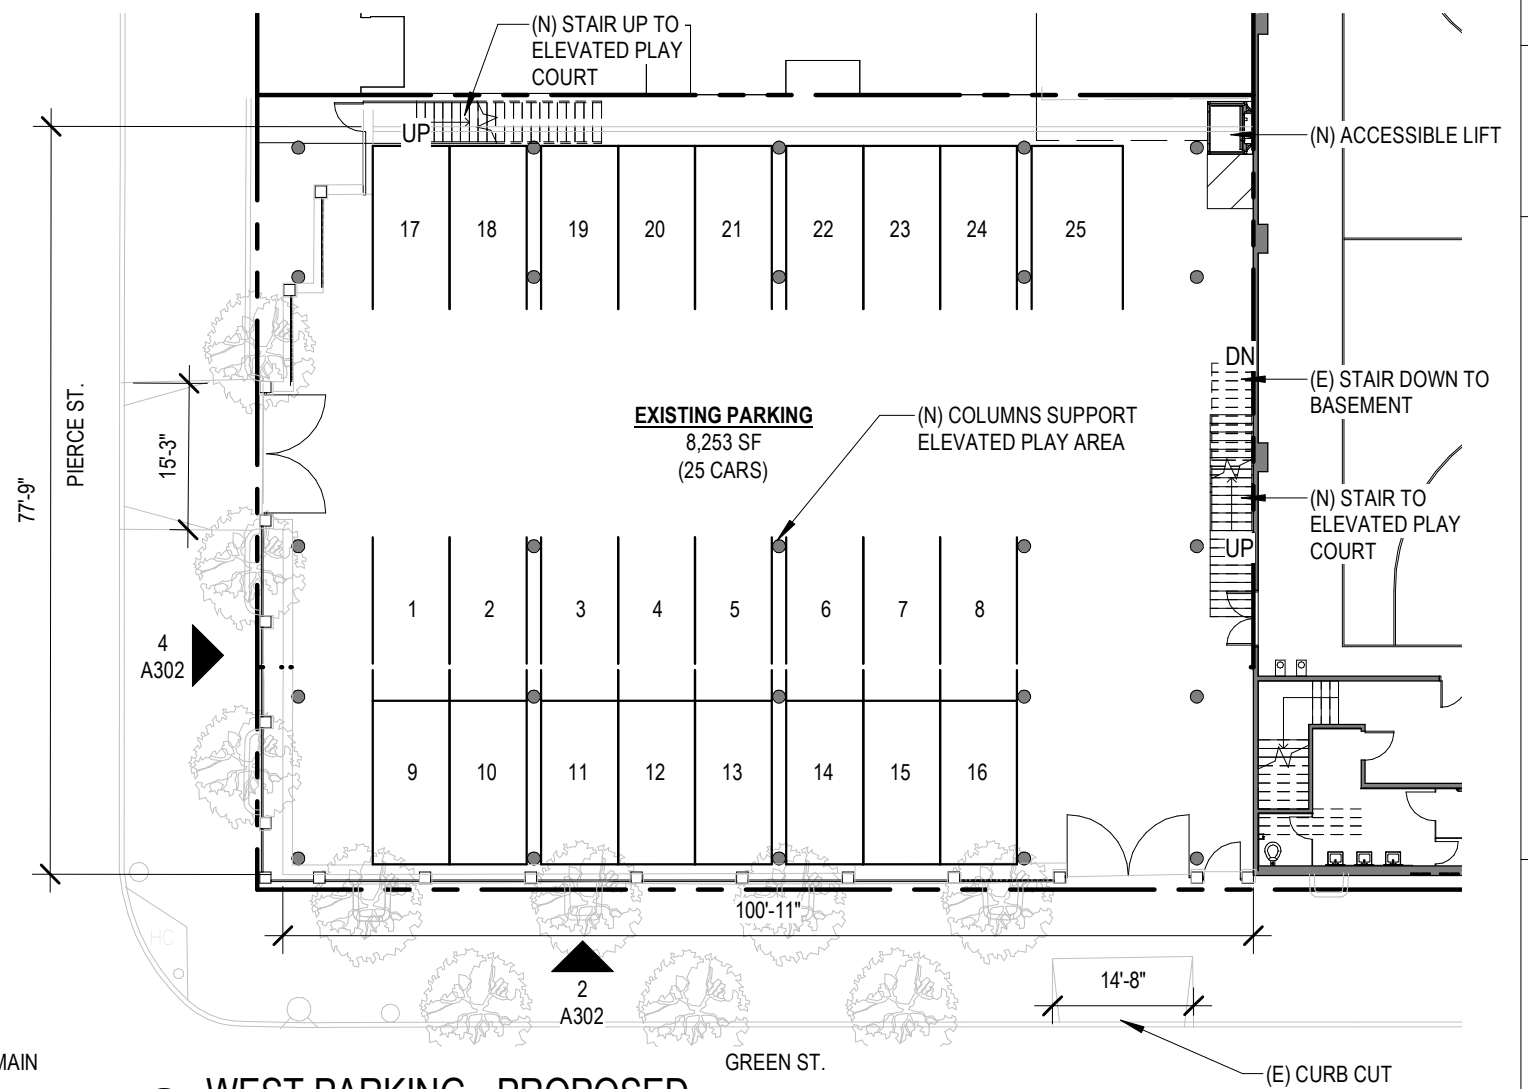 (N) STAIR UP TO
ELEVATED PLAY
COURT
UP
(N) ACCESSIBLE LIFT
17 18 19 20 21 22 23 24 25
DN
(E) STAIR DOWN TO
BASEMENT
EXISTING PARKING
8,253 SF
(25 CARS)
(N) COLUMNS SUPPORT
ELEVATED PLAY AREA
PIERCE ST.
15'-3"
77'-9"
(N) STAIR TO
ELEVATED PLAY
COURT
UP
1 2 3 4 5 6 7 8
4
A302
9 10 11 12 13 14 15 16
100'-11"
HC
2
A302
14'-8"
MAIN
GREEN ST.
(E) CURB CUT
WEST PARKING - PROPOSED